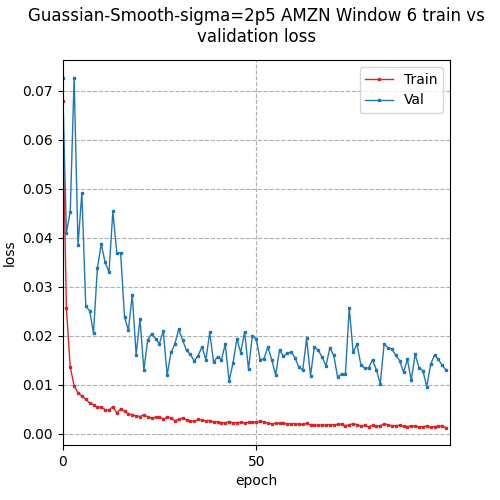 Guassian-Smooth-sigma=2p5 AMZN Window 6 train vs
validation loss
Train
Val
0.07
0.06
0.05
0.04
0.03
0.02
0.01
0.00
loss
0
50
epoch